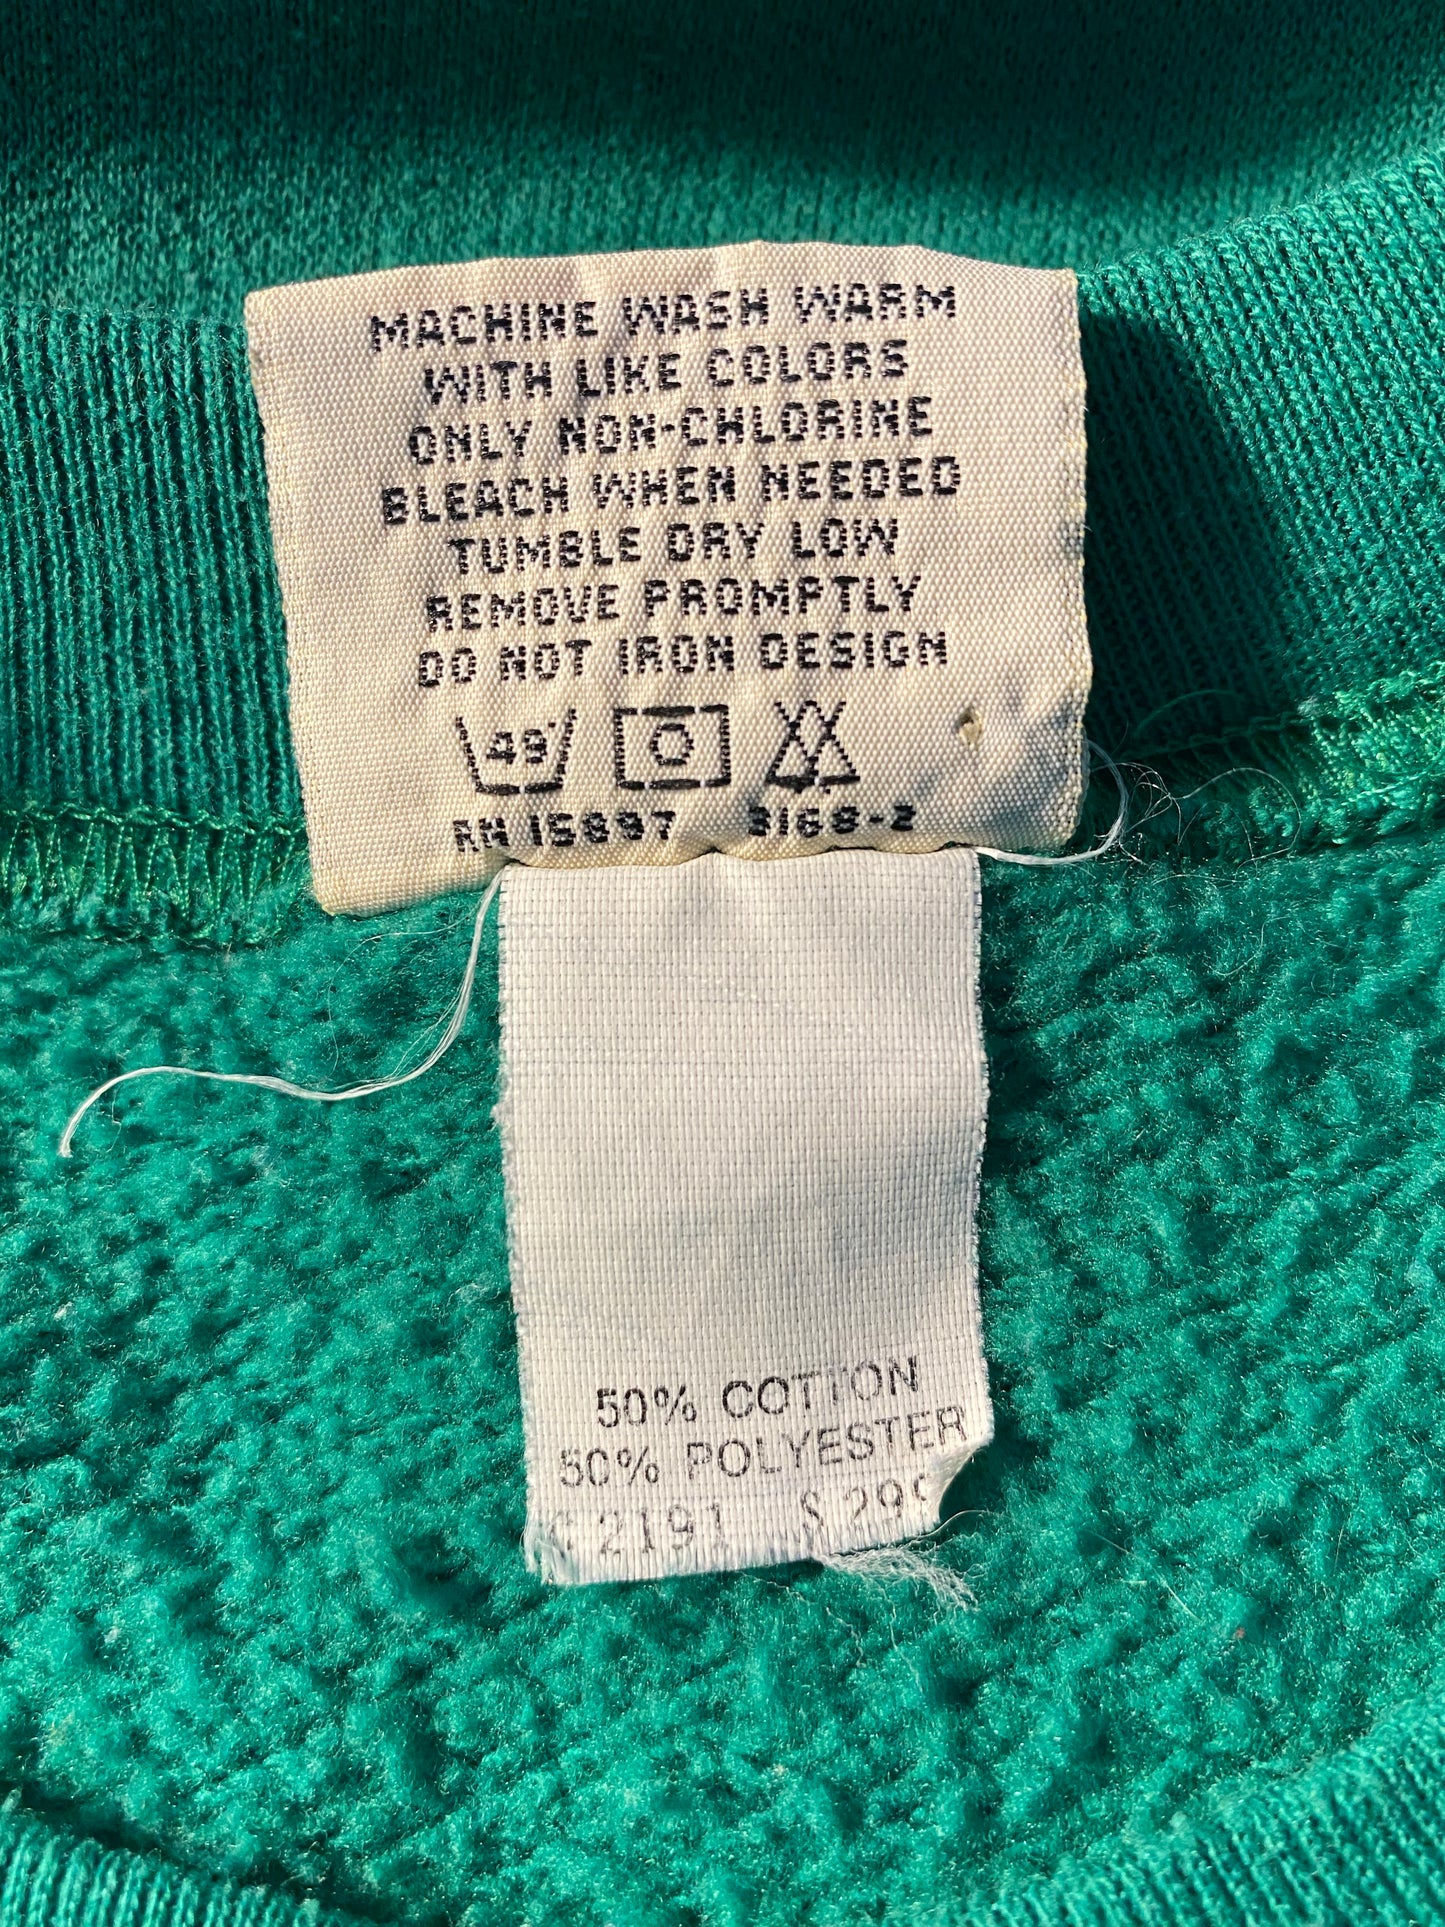 MACHINE WASH WARM
WITH LIKE COLORS
ONLY NON-CHLORINE
BLEACH WHEN NEEDED
TUMBLE DRY LOW
REMOVE PROMPTLY
DO NOT IRON DESIGN
49°
RN 15897 3168-2
50% COTTON
50% POLYESTER
C 2191 S 299